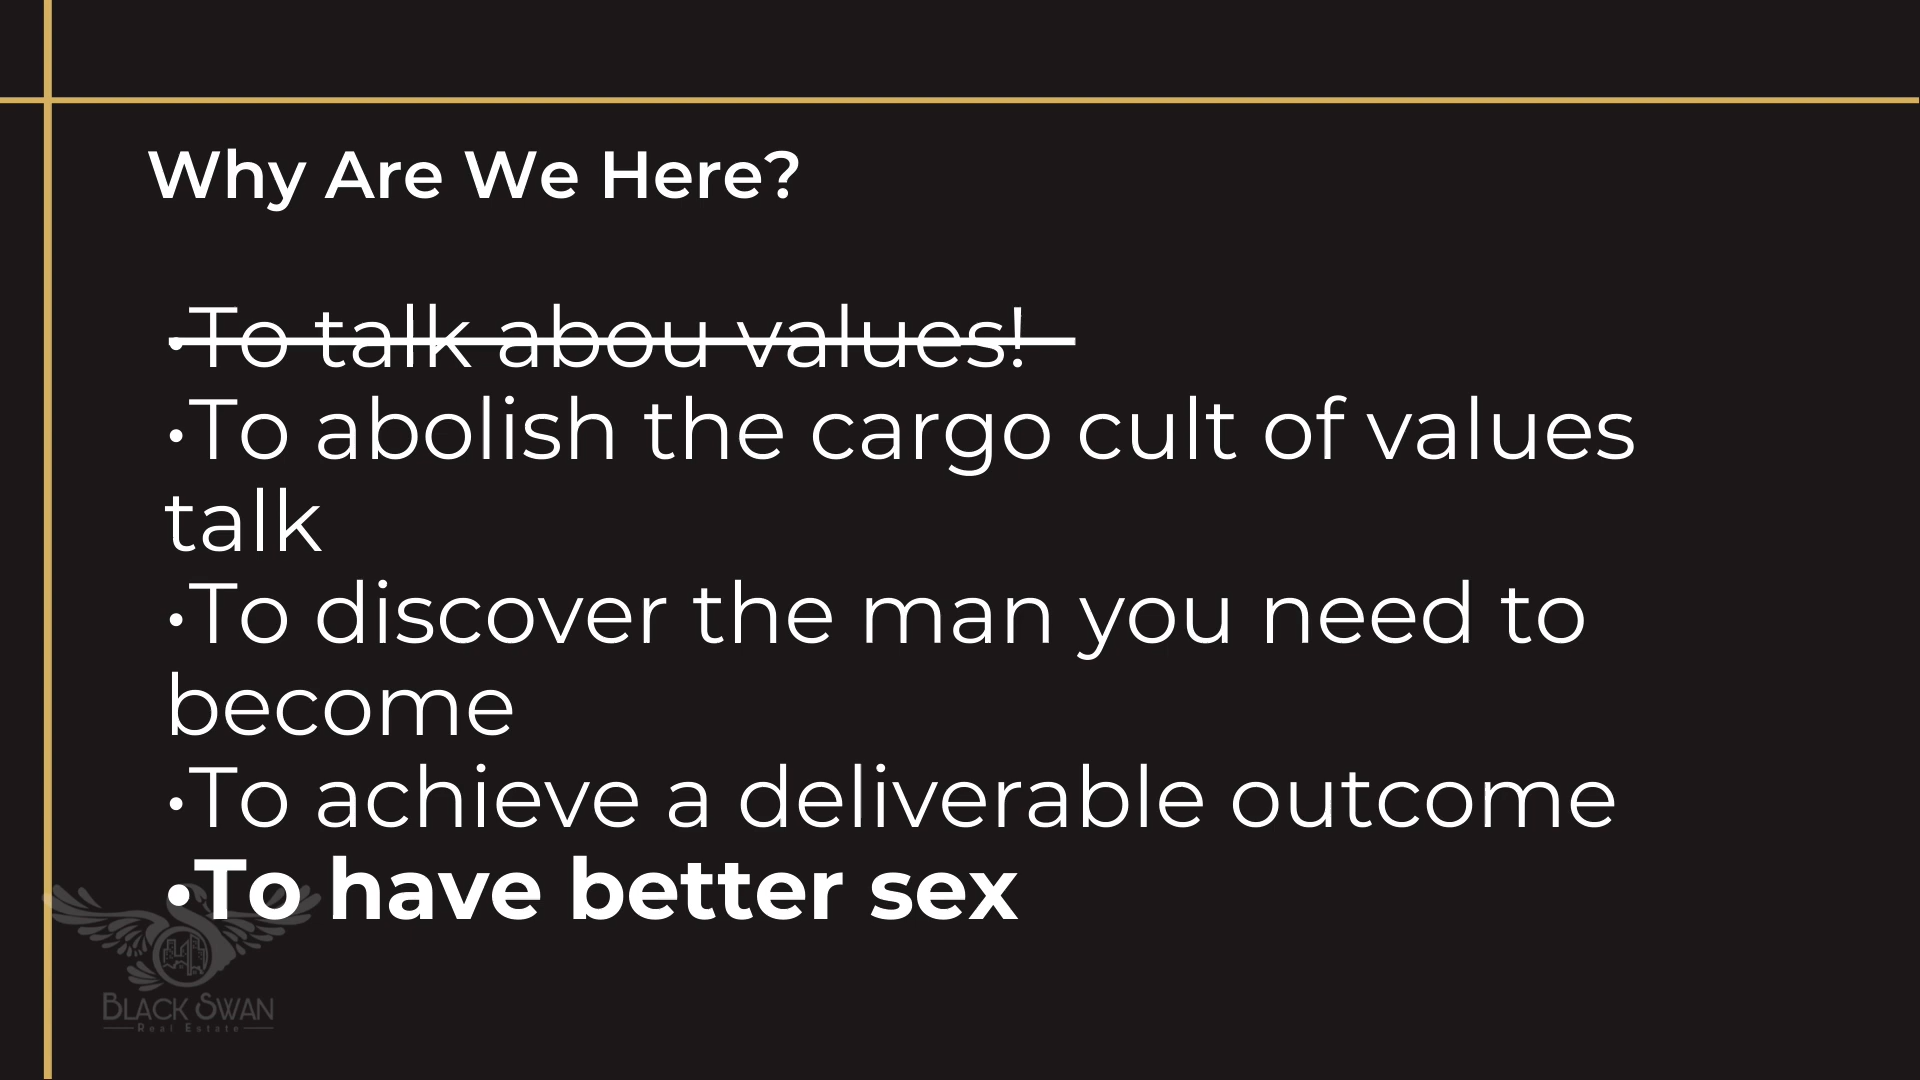 Why Are We Here?
•To talk abou values!
•To abolish the cargo cult of values
talk
•To discover the man you need to
become
•To achieve a deliverable outcome
•To have better sex
BLACK SWAN
Real Estate